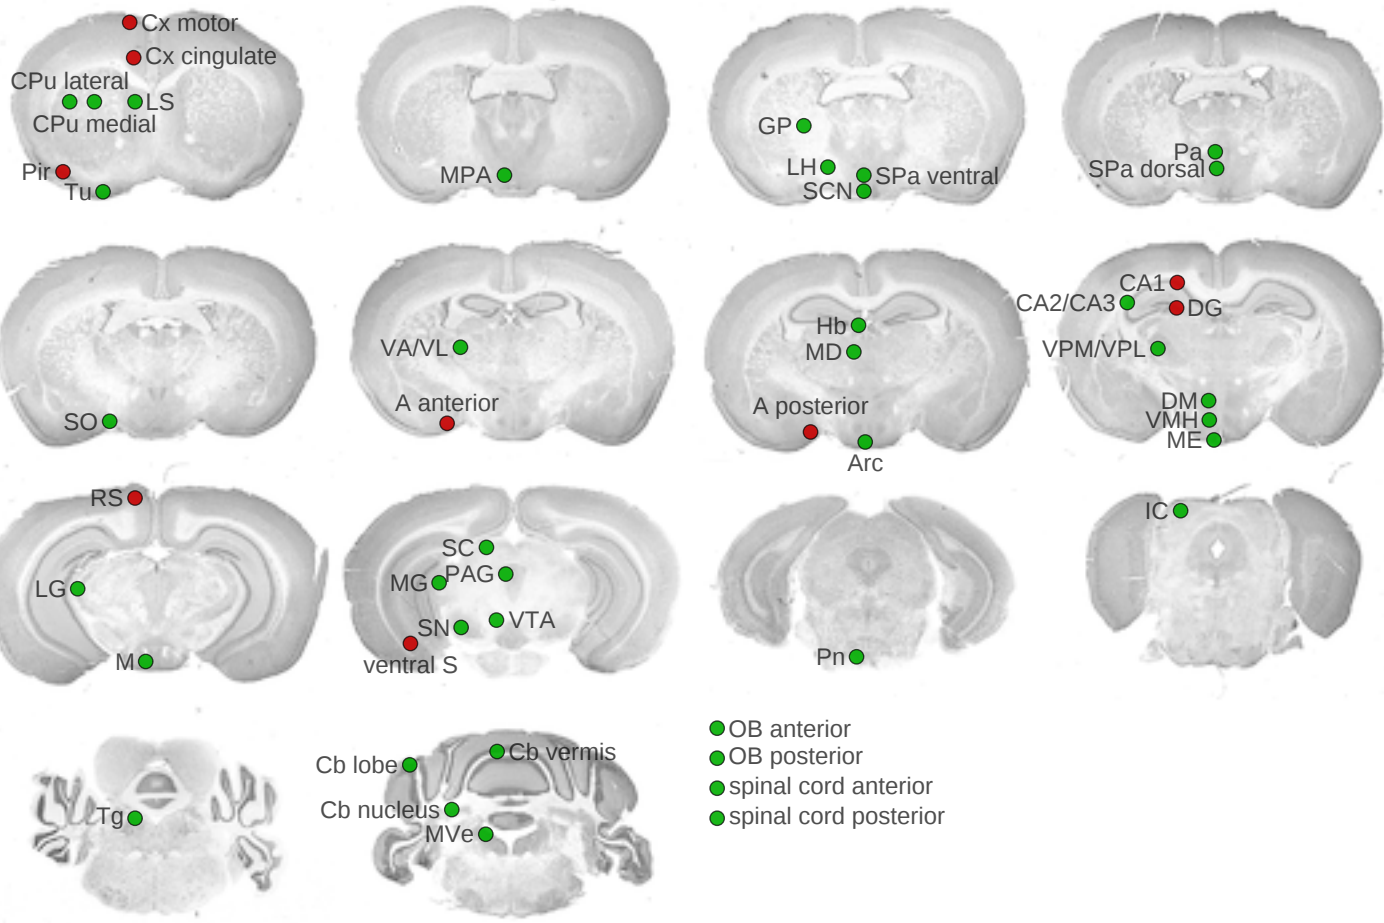 Cx motor
Cx cingulate
CPu lateral
LS
CPu medial
Pir
Tu
MPA
GP
LH
SPa ventral
SCN
Pa
SPa dorsal
SO
VA/VL
A anterior
Hb
MD
A posterior
Arc
CA1
CA2/CA3
DG
VPM/VPL
DM
VMH
ME
RS
LG
M
SC
MG
PAG
SN
VTA
ventral S
Pn
IC
Tg
Cb lobe
Cb vermis
Cb nucleus
MVe
OB anterior
OB posterior
spinal cord anterior
spinal cord posterior